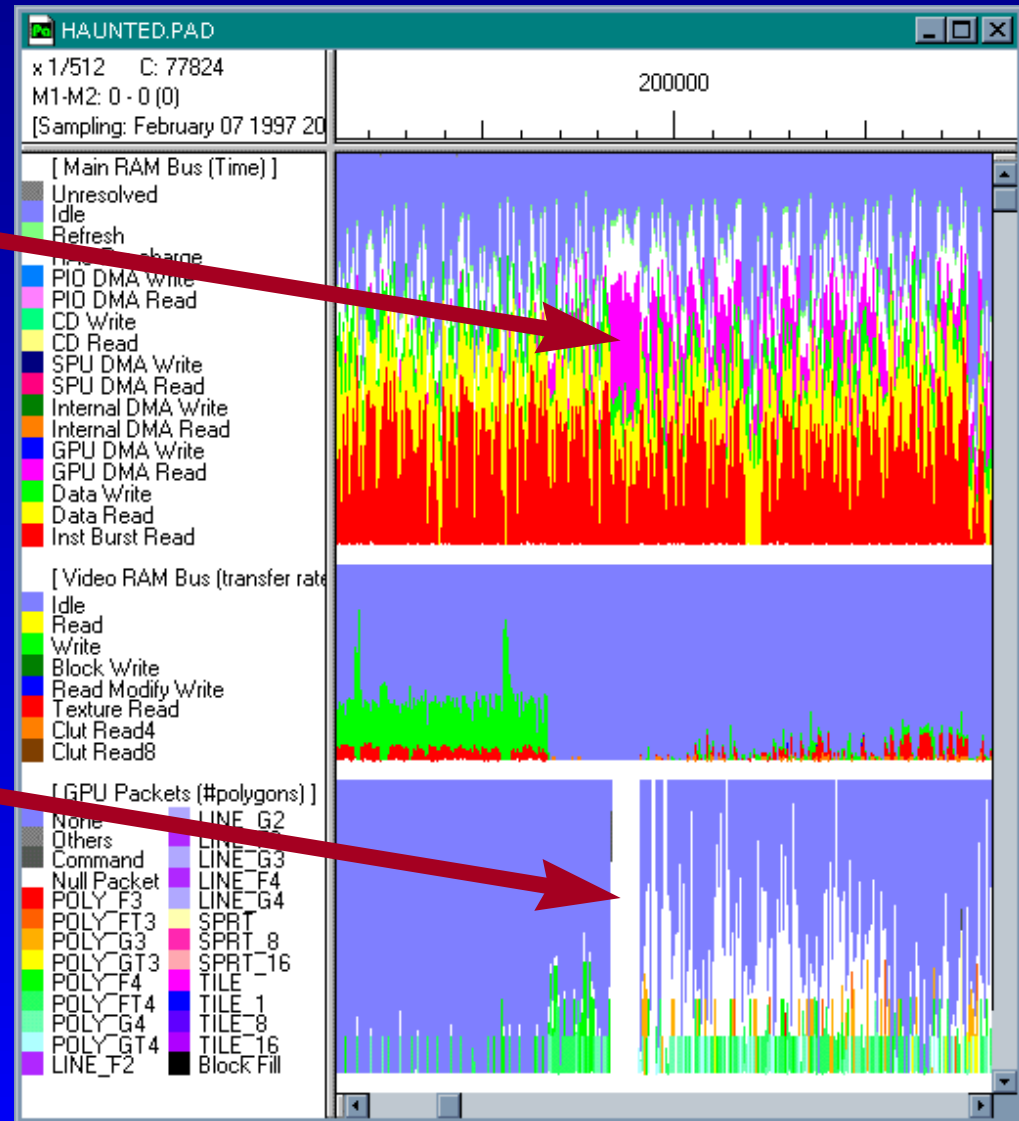 HAUNTED.PAD
x 1/512 C: 77824
M1-M2: 0 - 0 (0)
[Sampling: February 07 1997 20
200000
[ Main RAM Bus (Time) ]
Unresolved
Idle
Refresh
PIO DMA Write
PIO DMA Read
CD Write
CD Read
SPU DMA Write
SPU DMA Read
Internal DMA Write
Internal DMA Read
GPU DMA Write
GPU DMA Read
Data Write
Data Read
Inst Burst Read
[ Video RAM Bus (transfer rate
Idle
Read
Write
Block Write
Read Modify Write
Texture Read
Clut Read4
Clut Read8
[ GPU Packets (#polygons) ]
None
Others
Command
Null Packet
POLY_F3
POLY_FT3
POLY_G3
POLY_GT3
POLY_F4
POLY_FT4
POLY_G4
POLY_GT4
LINE_F2
LINE_G2
LINE_G3
LINE_F4
LINE_G4
SPRT
SPRT_8
SPRT_16
TILE
TILE_1
TILE_8
TILE_16
Block Fill